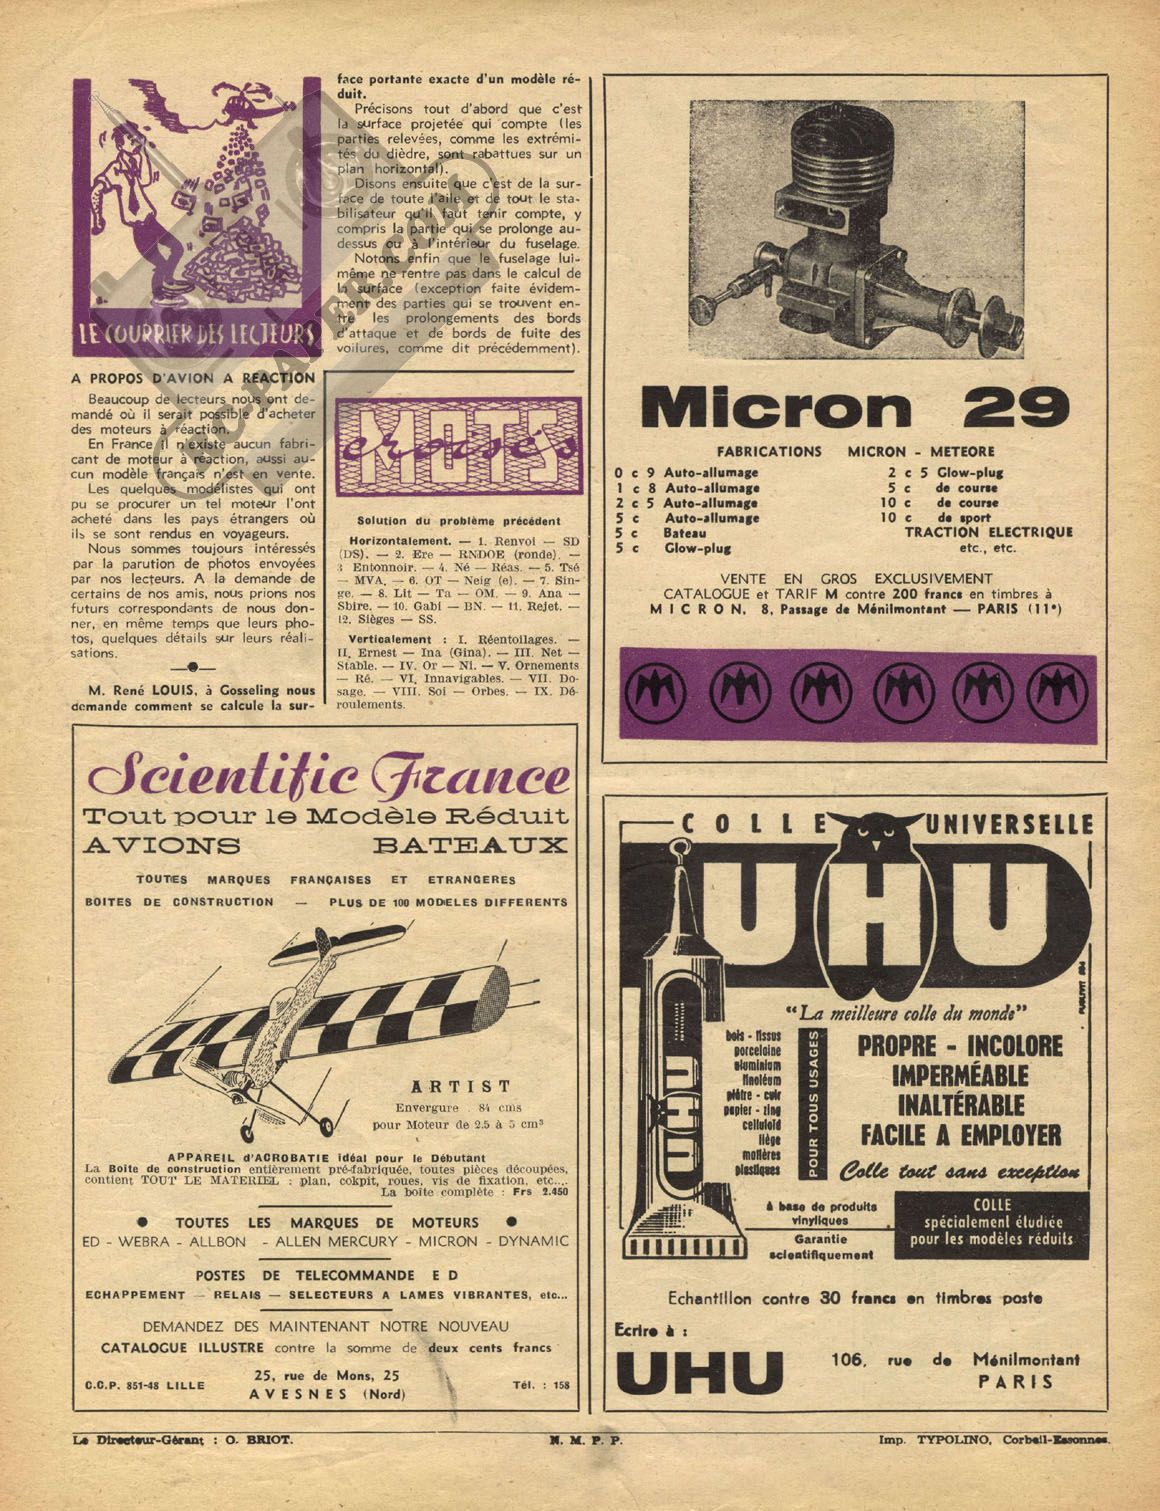 LE COURRIER DES LECTEURS
A PROPOS D'AVION A REACTION
Beaucoup de lecteurs nous ont de-
mandé où il serait possible d'acheter
des moteurs à réaction.
En France il n'existe aucun fabri-
cant de moteur à réaction, aussi au-
cun modèle français n'est en vente.
Les quelques modélistes qui ont
pu se procurer un tel moteur l'ont
acheté dans les pays étrangers où
ils se sont rendus en voyageurs.
Nous sommes toujours intéressés
par la parution de photos envoyées
par nos lecteurs. A la demande de
certains de nos amis, nous prions nos
futurs correspondants de nous don-
ner, en même temps que leurs pho-
tos, quelques détails sur leurs réali-
sations.
M. René LOUIS, à Gosseling nous
demande comment se calcule la sur-
face portante exacte d'un modèle ré-
duit.
Précisons tout d'abord que c'est
la surface projetée qui compte (les
parties relevées, comme les extrémi-
tés du dièdre, sont rabattues sur un
plan horizontal).
Disons ensuite que c'est de la sur-
face de toute l'aile et de tout le sta-
bilisateur qu'il faut tenir compte, y
compris la partie qui se prolonge au-
dessus ou à l'intérieur du fuselage.
Notons enfin que le fuselage lui-
même ne rentre pas dans le calcul de
la surface (exception faite évidem-
ment des parties qui se trouvent en-
tre les prolongements des bords
d'attaque et de bords de fuite des
voilures, comme dit précédemment).
RC-PAPER.COM
MOTS
croisés
Solution du problème précédent
Horizontalement. — 1. Renvoi — SD
(DS). — 2. Ere — RNDOE (ronde). —
3 Entonnoir. — 4. Né — Réas. — 5. Tsé
— MVA. — 6. OT — Neig (e). — 7. Sin-
ge. — 8. Lit — Ta — OM. — 9. Ana —
Sbire. — 10. Gabi — BN. — 11. Rejet. —
12. Sièges — SS.
Verticalement : I. Réentoilages. —
II. Ernest — Ina (Gina). — III. Net —
Stable. — IV. Or — Ni. — V. Ornements
— Ré. — VI. Innavigables. — VII. Do-
sage. — VIII. Soi — Orbes. — IX. Dé-
roulements.
Micron 29
FABRICATIONS MICRON - METEORE
0 c 9 Auto-allumage
1 c 8 Auto-allumage
2 c 5 Auto-allumage
5 c Auto-allumage
5 c Bateau
5 c Glow-plug
2 c 5 Glow-plug
5 c de course
10 c de course
10 c de sport
TRACTION ELECTRIQUE
etc., etc.
VENTE EN GROS EXCLUSIVEMENT
CATALOGUE et TARIF M contre 200 francs en timbres à
MICRON, 8, Passage de Ménilmontant — PARIS (11e)
Scientific France
Tout pour le Modèle Réduit
AVIONS BATEAUX
TOUTES MARQUES FRANÇAISES ET ETRANGERES
BOITES DE CONSTRUCTION — PLUS DE 100 MODELES DIFFERENTS
ARTIST
Envergure . 84 cms
pour Moteur de 2.5 à 5 cm³
APPAREIL d'ACROBATIE idéal pour le Débutant
La Boîte de construction entièrement pré-fabriquée, toutes pièces découpées,
contient TOUT LE MATERIEL : plan, cokpit, roues, vis de fixation, etc....
La boîte complète : Frs 2.450
● TOUTES LES MARQUES DE MOTEURS ●
ED - WEBRA - ALLBON - ALLEN MERCURY - MICRON - DYNAMIC
POSTES DE TELECOMMANDE E D
ECHAPPEMENT — RELAIS — SELECTEURS A LAMES VIBRANTES, etc...
DEMANDEZ DES MAINTENANT NOTRE NOUVEAU
CATALOGUE ILLUSTRE contre la somme de deux cents francs
C.C.P. 851-48 LILLE
25, rue de Mons, 25
AVESNES (Nord)
Tél. : 158
COLLE UNIVERSELLE
UHU
UHU
"La meilleure colle du monde"
bois - tissus
porcelaine
aluminium
linoléum
plâtre - cuir
papier - zinc
celluloïd
liège
matières
plastiques
POUR TOUS USAGES
PROPRE - INCOLORE
IMPERMÉABLE
INALTÉRABLE
FACILE A EMPLOYER
Colle tout sans exception
à base de produits
vinyliques
Garantie
scientifiquement
COLLE
spécialement étudiée
pour les modèles réduits
Echantillon contre 30 francs en timbres poste
Ecrire à :
UHU
106, rue de Ménilmontant
PARIS
Le Directeur-Gérant : O. BRIOT.
N. M. P. P.
Imp. TYPOLINO, Corbeil-Essonnes.